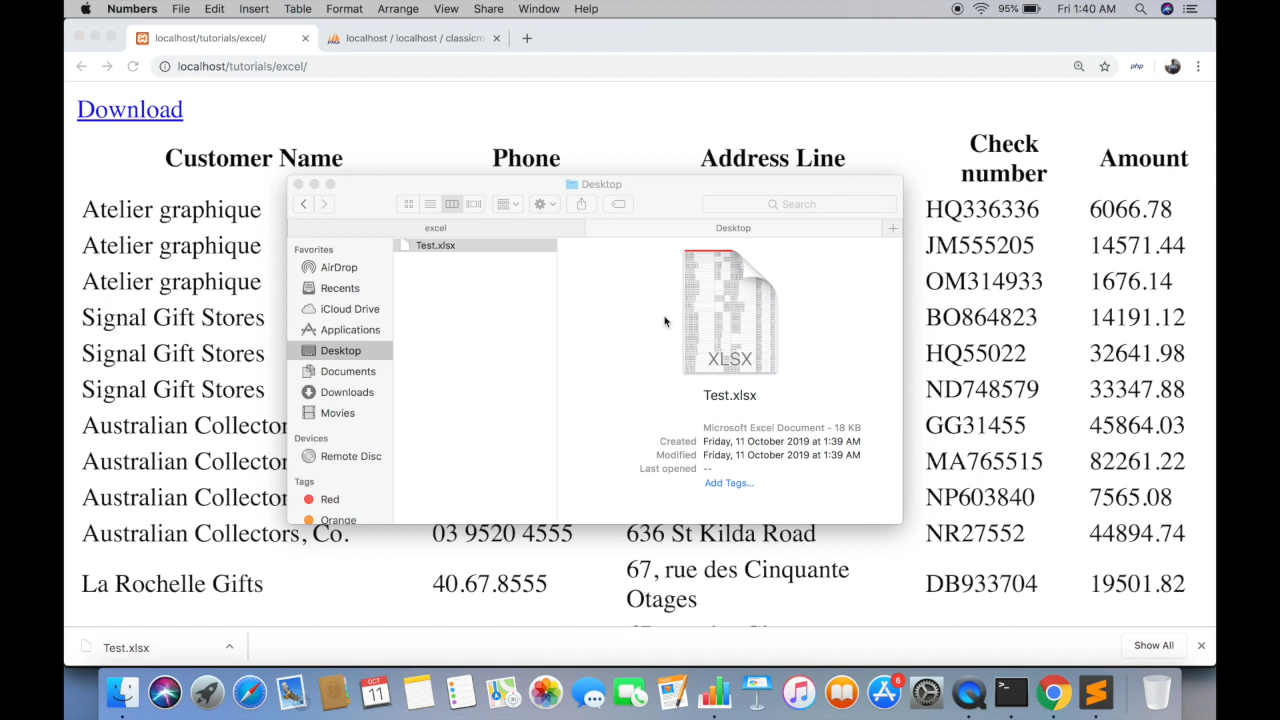 Numbers File Edit Insert Table Format Arrange View Share Window Help 95% Fri 1:40 AM
localhost/tutorials/excel/ localhost / localhost / classicm
localhost/tutorials/excel/ php
Download
Customer Name Phone Address Line Check number Amount
Atelier graphique HQ336336 6066.78
Atelier graphique JM555205 14571.44
Atelier graphique OM314933 1676.14
Signal Gift Stores BO864823 14191.12
Signal Gift Stores HQ55022 32641.98
Signal Gift Stores ND748579 33347.88
Australian Collector GG31455 45864.03
Australian Collector MA765515 82261.22
Australian Collector NP603840 7565.08
Australian Collectors, Co. 03 9520 4555 636 St Kilda Road NR27552 44894.74
La Rochelle Gifts 40.67.8555 67, rue des Cinquante Otages DB933704 19501.82
Desktop
Search
excel Desktop
Favorites
AirDrop
Recents
iCloud Drive
Applications
Desktop
Documents
Downloads
Movies
Devices
Remote Disc
Tags
Red
Orange
Test.xlsx
XLSX
Test.xlsx
Microsoft Excel Document - 18 KB
Created Friday, 11 October 2019 at 1:39 AM
Modified Friday, 11 October 2019 at 1:39 AM
Last opened --
Add Tags...
Test.xlsx Show All
OCT
11
6